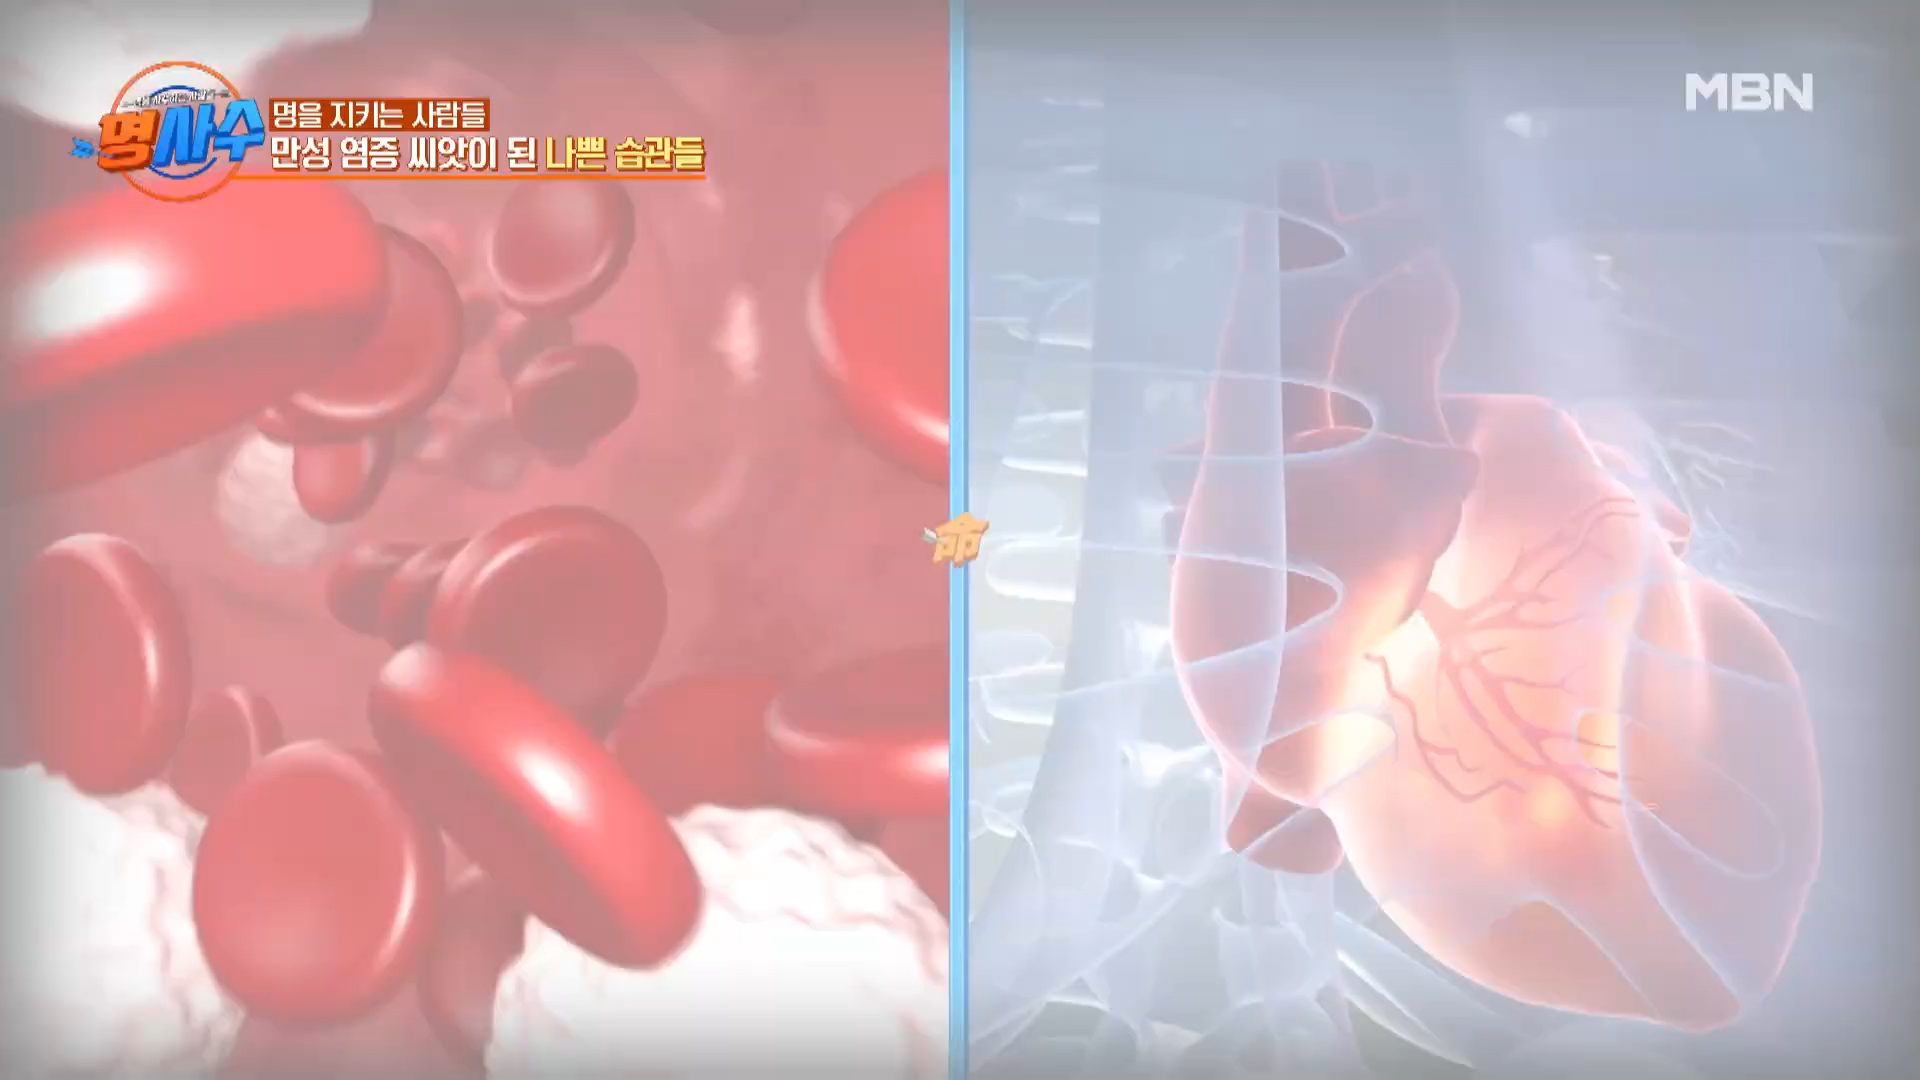 명사수
명을 지키는 사람들
만성 염증 씨앗이 된 나쁜 습관들
MBN
命